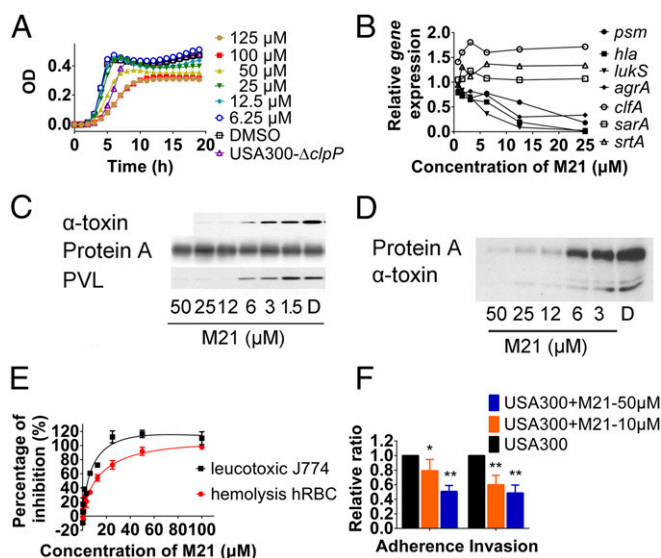 A
OD
0.4
0.2
0.0
0 5 10 15 20
Time (h)
125 µM
100 µM
50 µM
25 µM
12.5 µM
6.25 µM
DMSO
USA300-ΔclpP
B
Relative gene
expression
2.0
1.5
1.0
0.5
0.0
0 5 10 15 20 25
Concentration of M21 (µM)
psm
hla
lukS
agrA
clfA
sarA
srtA
C
α-toxin
Protein A
PVL
50 25 12 6 3 1.5 D
M21 (µM)
D
Protein A
α-toxin
50 25 12 6 3 D
M21 (µM)
E
Percentage of
inhibition (%)
120
100
80
60
40
20
0
-20
0 20 40 60 80 100
Concentration of M21 (µM)
leucotoxic J774
hemolysis hRBC
F
USA300+M21-50µM
USA300+M21-10µM
USA300
Relative ratio
1.2
1.0
0.8
0.6
0.4
0.2
0.0
* ** ** **
Adherence Invasion